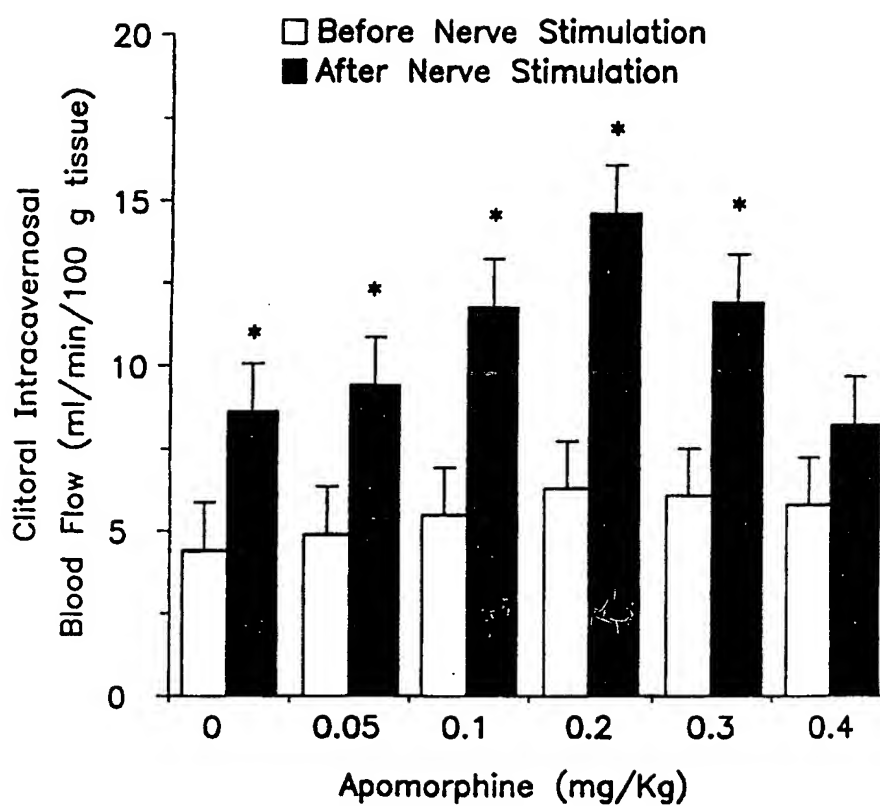 Before Nerve Stimulation
After Nerve Stimulation
Clitoral Intracavernosal
Blood Flow (ml/min/100 g tissue)
20
15
10
5
0
*
*
*
*
*
0 0.05 0.1 0.2 0.3 0.4
Apomorphine (mg/Kg)